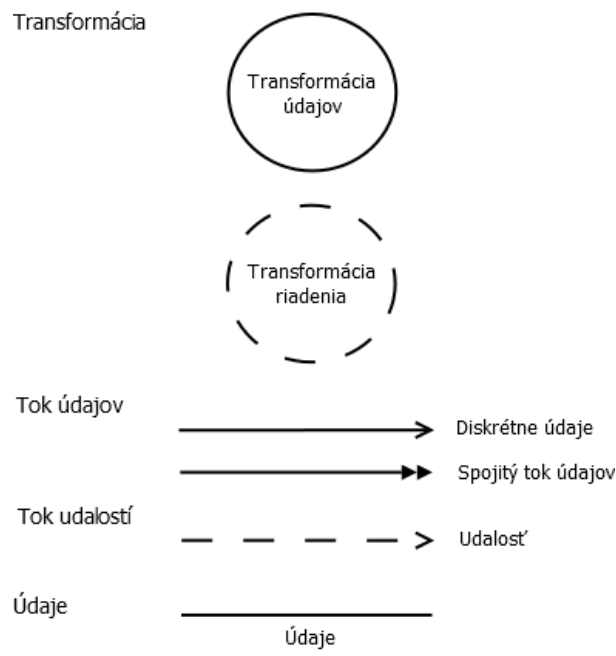 Transformácia
Transformácia
údajov
Transformácia
riadenia
Tok údajov
Diskrétne údaje
Spojitý tok údajov
Tok udalostí
Udalosť
Údaje
Údaje